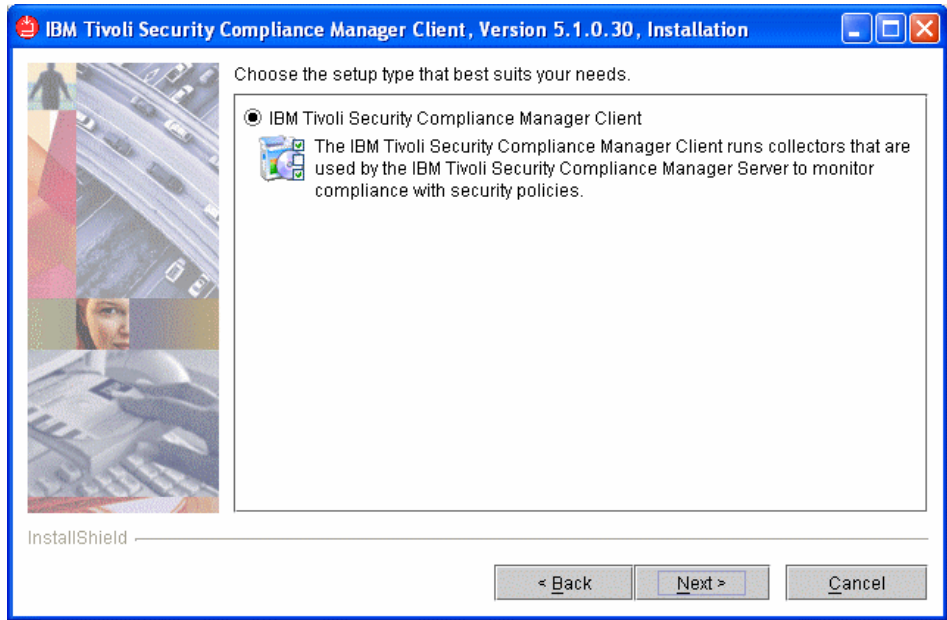 IBM Tivoli Security Compliance Manager Client, Version 5.1.0.30, Installation
Choose the setup type that best suits your needs.
IBM Tivoli Security Compliance Manager Client
The IBM Tivoli Security Compliance Manager Client runs collectors that are
used by the IBM Tivoli Security Compliance Manager Server to monitor
compliance with security policies.
InstallShield
< Back
Next >
Cancel